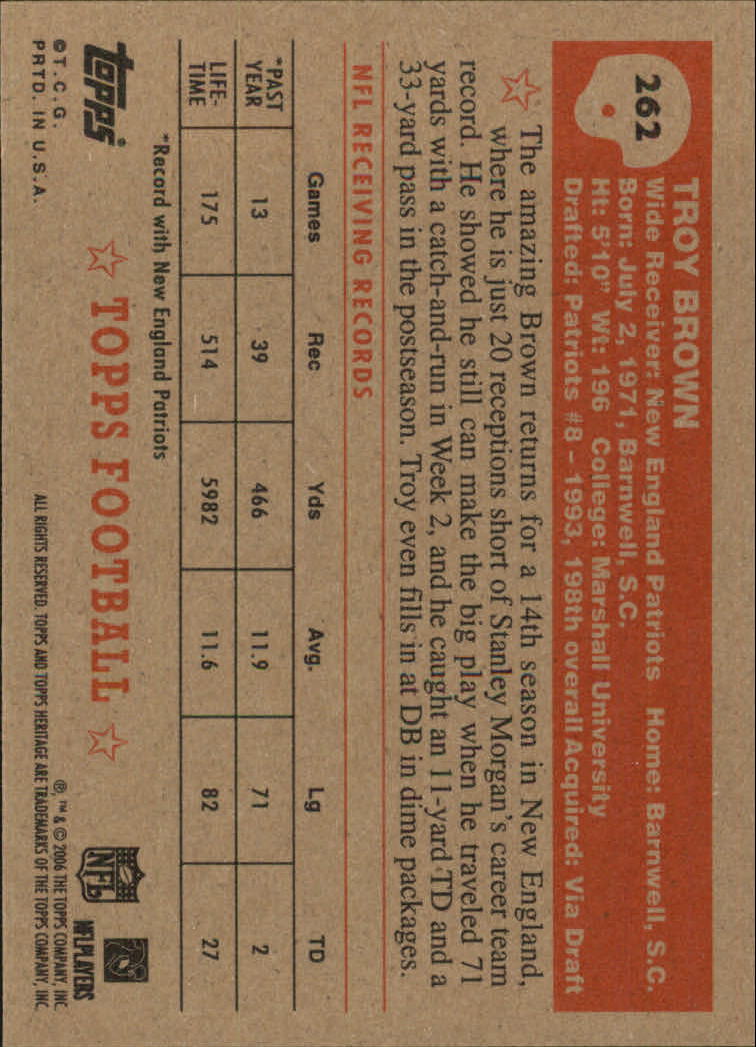 262
TROY BROWN
Wide Receiver: New England Patriots Home: Barnwell, S.C.
Born: July 2, 1971, Barnwell, S.C.
Ht: 5'10" Wt: 196 College: Marshall University
Drafted: Patriots #8 – 1993, 198th overall Acquired: Via Draft
The amazing Brown returns for a 14th season in New England,
where he is just 20 receptions short of Stanley Morgan's career team
record. He showed he still can make the big play when he traveled 71
yards with a catch-and-run in Week 2, and he caught an 11-yard TD and a
33-yard pass in the postseason. Troy even fills in at DB in dime packages.
NFL RECEIVING RECORDS
Games Rec Yds Avg. Lg TD
*PAST YEAR 13 39 466 11.9 71 2
LIFE-TIME 175 514 5982 11.6 82 27
*Record with New England Patriots
topps
TOPPS FOOTBALL
NFL
NFLPLAYERS
©T.C.G.
PRTD. IN U.S.A.
®, ™ & © 2006 THE TOPPS COMPANY, INC.
ALL RIGHTS RESERVED. TOPPS AND TOPPS HERITAGE ARE TRADEMARKS OF THE TOPPS COMPANY, INC.